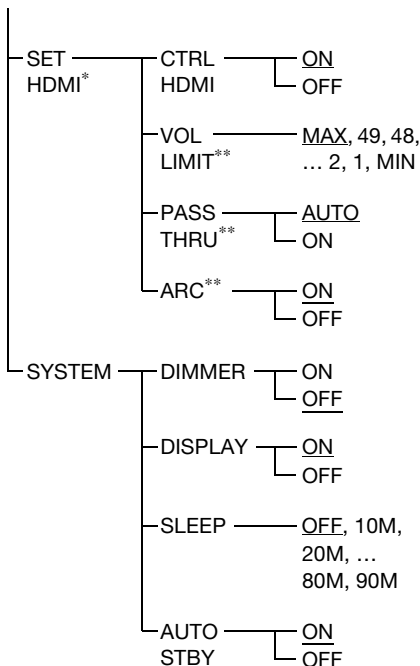 SET HDMI*
CTRL HDMI
ON
OFF
VOL LIMIT**
MAX, 49, 48,
... 2, 1, MIN
PASS THRU**
AUTO
ON
ARC**
ON
OFF
SYSTEM
DIMMER
ON
OFF
DISPLAY
ON
OFF
SLEEP
OFF, 10M,
20M, ...
80M, 90M
AUTO STBY
ON
OFF